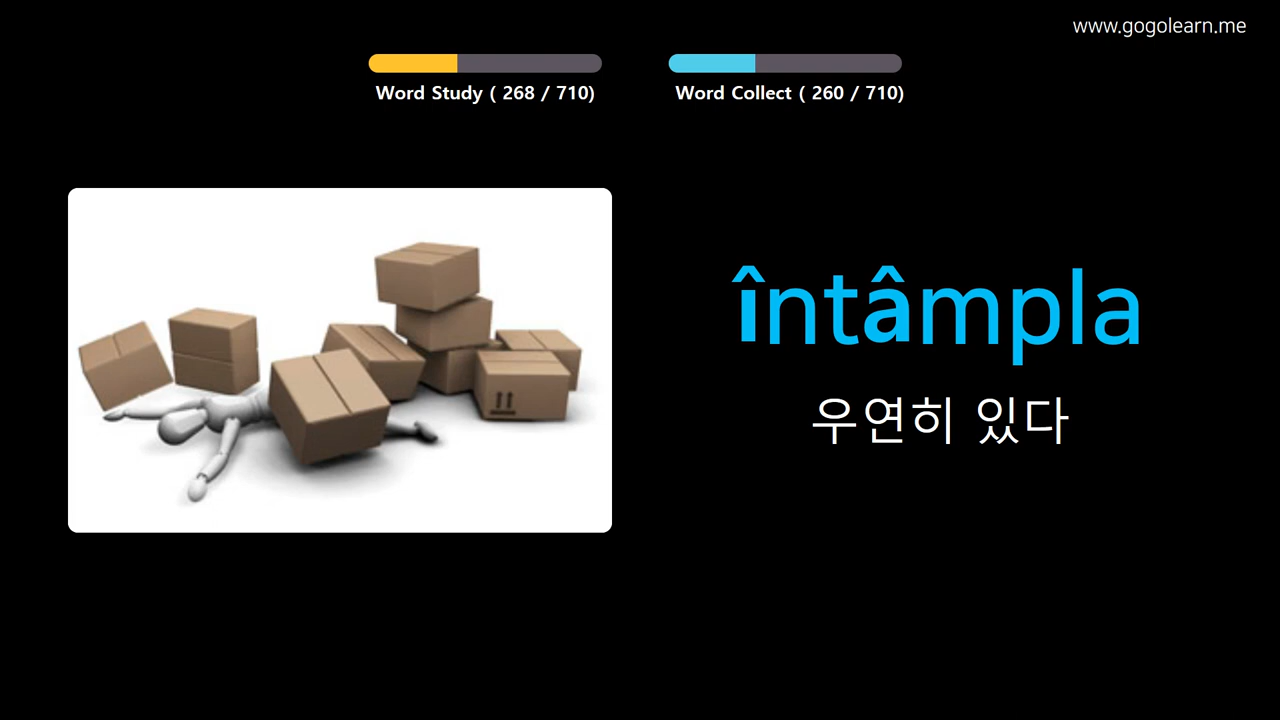 www.gogolearn.me
Word Study ( 268 / 710)
Word Collect ( 260 / 710)
întâmpla
우연히 있다